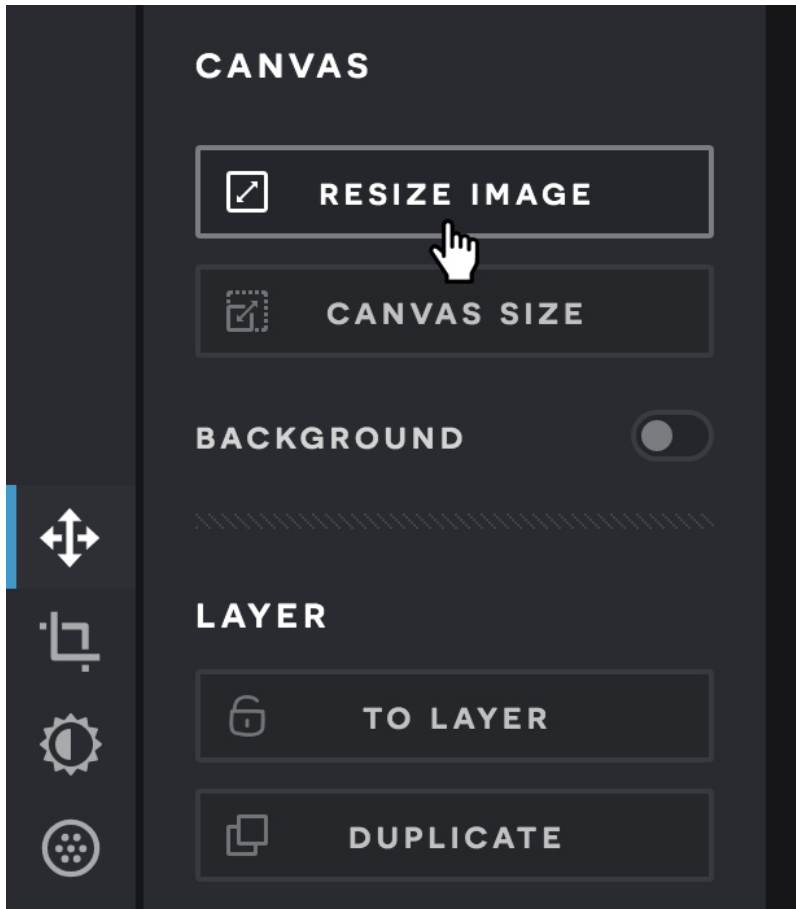 CANVAS
RESIZE IMAGE
CANVAS SIZE
BACKGROUND
LAYER
TO LAYER
DUPLICATE